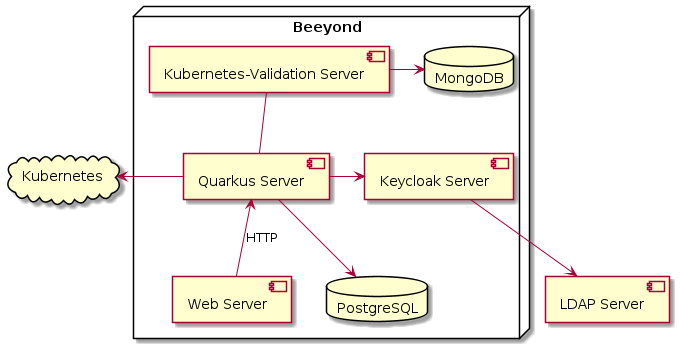 Beeyond
Kubernetes-Validation Server
MongoDB
Kubernetes
Quarkus Server
Keycloak Server
HTTP
Web Server
PostgreSQL
LDAP Server